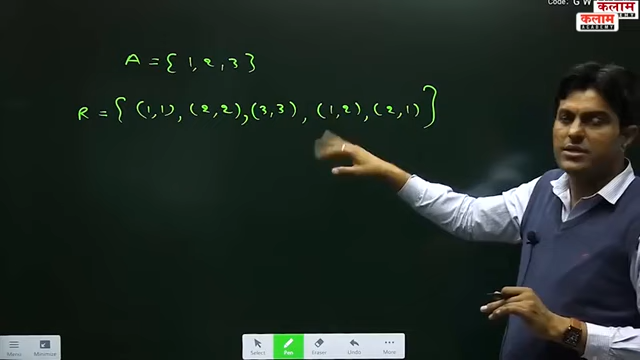 Code: G W
कलाम
कलाम
ACADEMY
A = { 1, 2, 3 }
R = { (1,1), (2,2), (3,3), (1,2), (2,1) }
Menu
Minimize
Select
Pen
Eraser
Undo
More